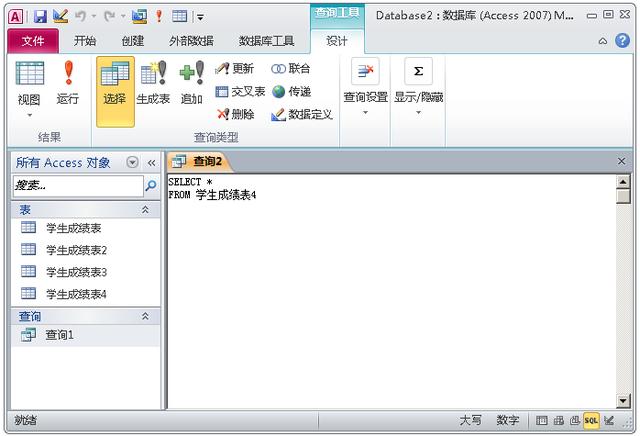 查询工具
Database2 : 数据库 (Access 2007) M...
文件 开始 创建 外部数据 数据库工具 设计
视图 运行 选择 生成表 追加 更新 联合 查询设置 显示/隐藏
交叉表 传递
删除 数据定义
结果 查询类型
所有 Access 对象
查询2
搜索...
表
学生成绩表
学生成绩表2
学生成绩表3
学生成绩表4
查询
查询1
SELECT *
FROM 学生成绩表4
就绪 大写 数字 SQL